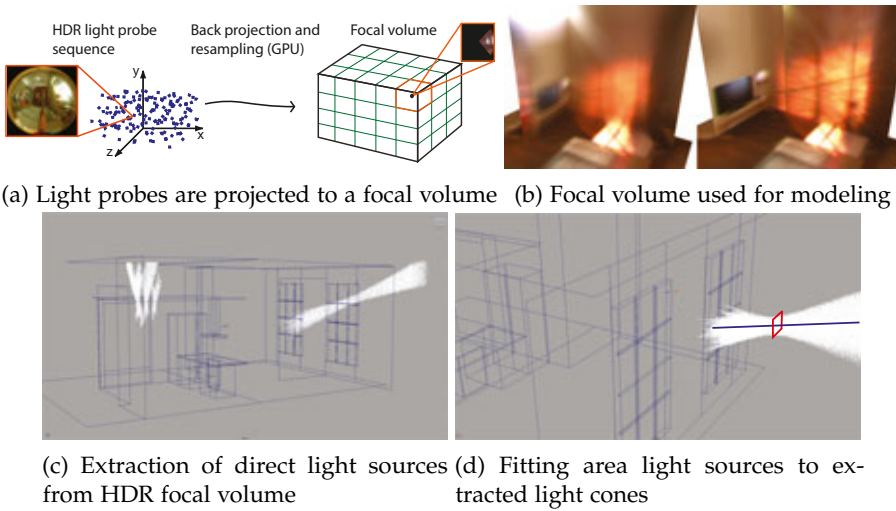 HDR light probe
sequence
Back projection and
resampling (GPU)
Focal volume
y
x
z
(a) Light probes are projected to a focal volume
(b) Focal volume used for modeling
(c) Extraction of direct light sources
from HDR focal volume
(d) Fitting area light sources to ex-
tracted light cones